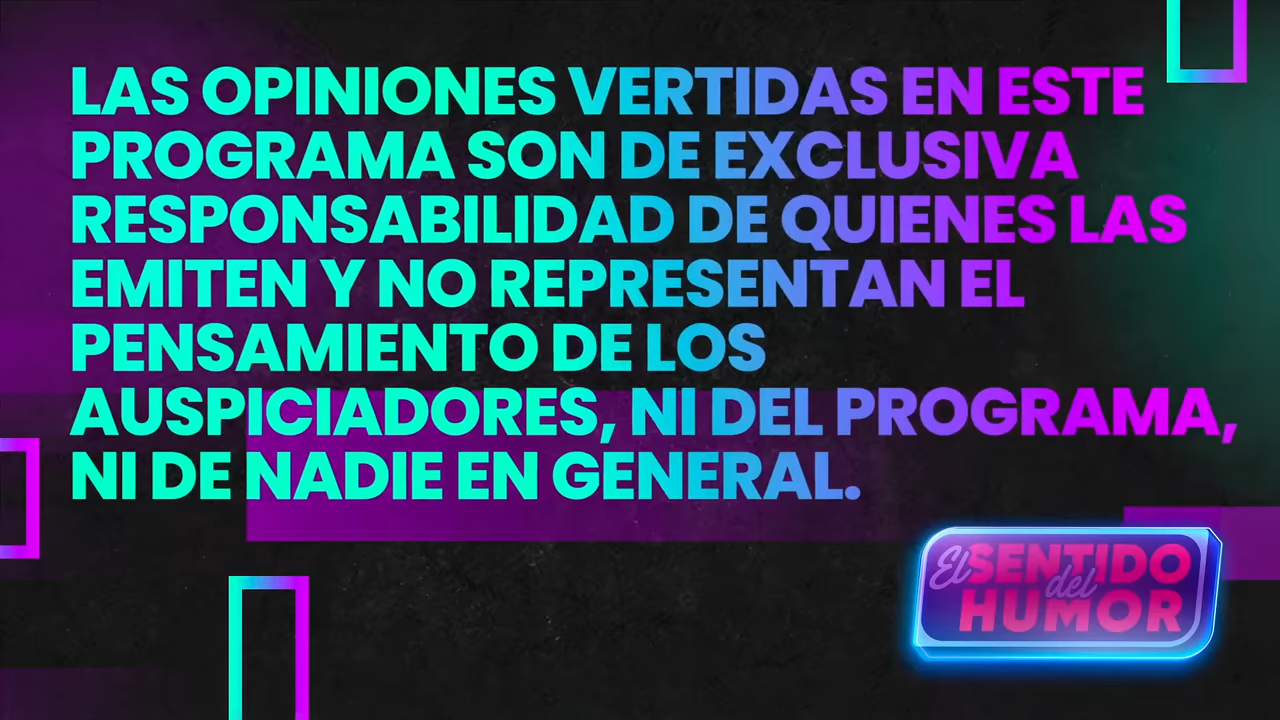 LAS OPINIONES VERTIDAS EN ESTE
PROGRAMA SON DE EXCLUSIVA
RESPONSABILIDAD DE QUIENES LAS
EMITEN Y NO REPRESENTAN EL
PENSAMIENTO DE LOS
AUSPICIADORES, NI DEL PROGRAMA,
NI DE NADIE EN GENERAL.
El SENTIDO
del
HUMOR